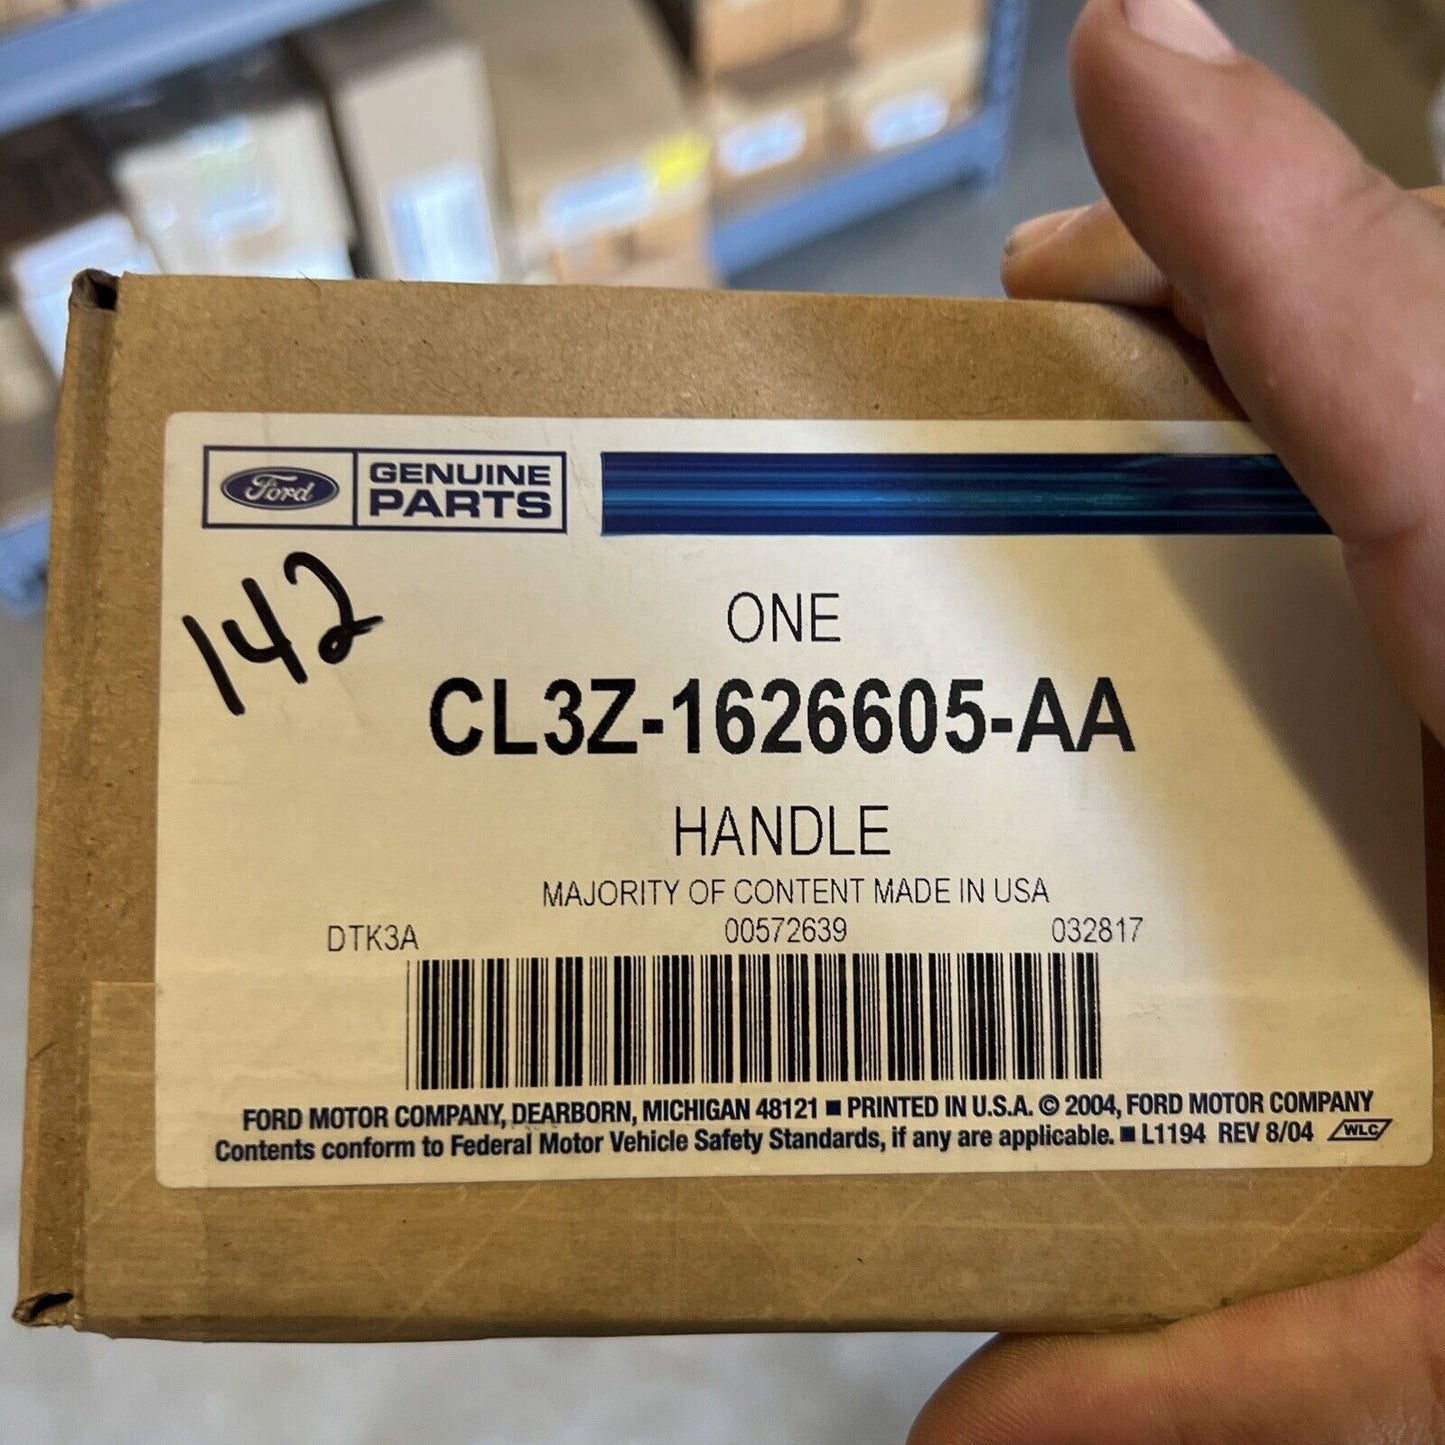 Ford GENUINE
PARTS
142
ONE
CL3Z-1626605-AA
HANDLE
MAJORITY OF CONTENT MADE IN USA
DTK3A 00572639 032817
FORD MOTOR COMPANY, DEARBORN, MICHIGAN 48121 ■ PRINTED IN U.S.A. © 2004, FORD MOTOR COMPANY
Contents conform to Federal Motor Vehicle Safety Standards, if any are applicable. ■ L1194 REV 8/04 WLC